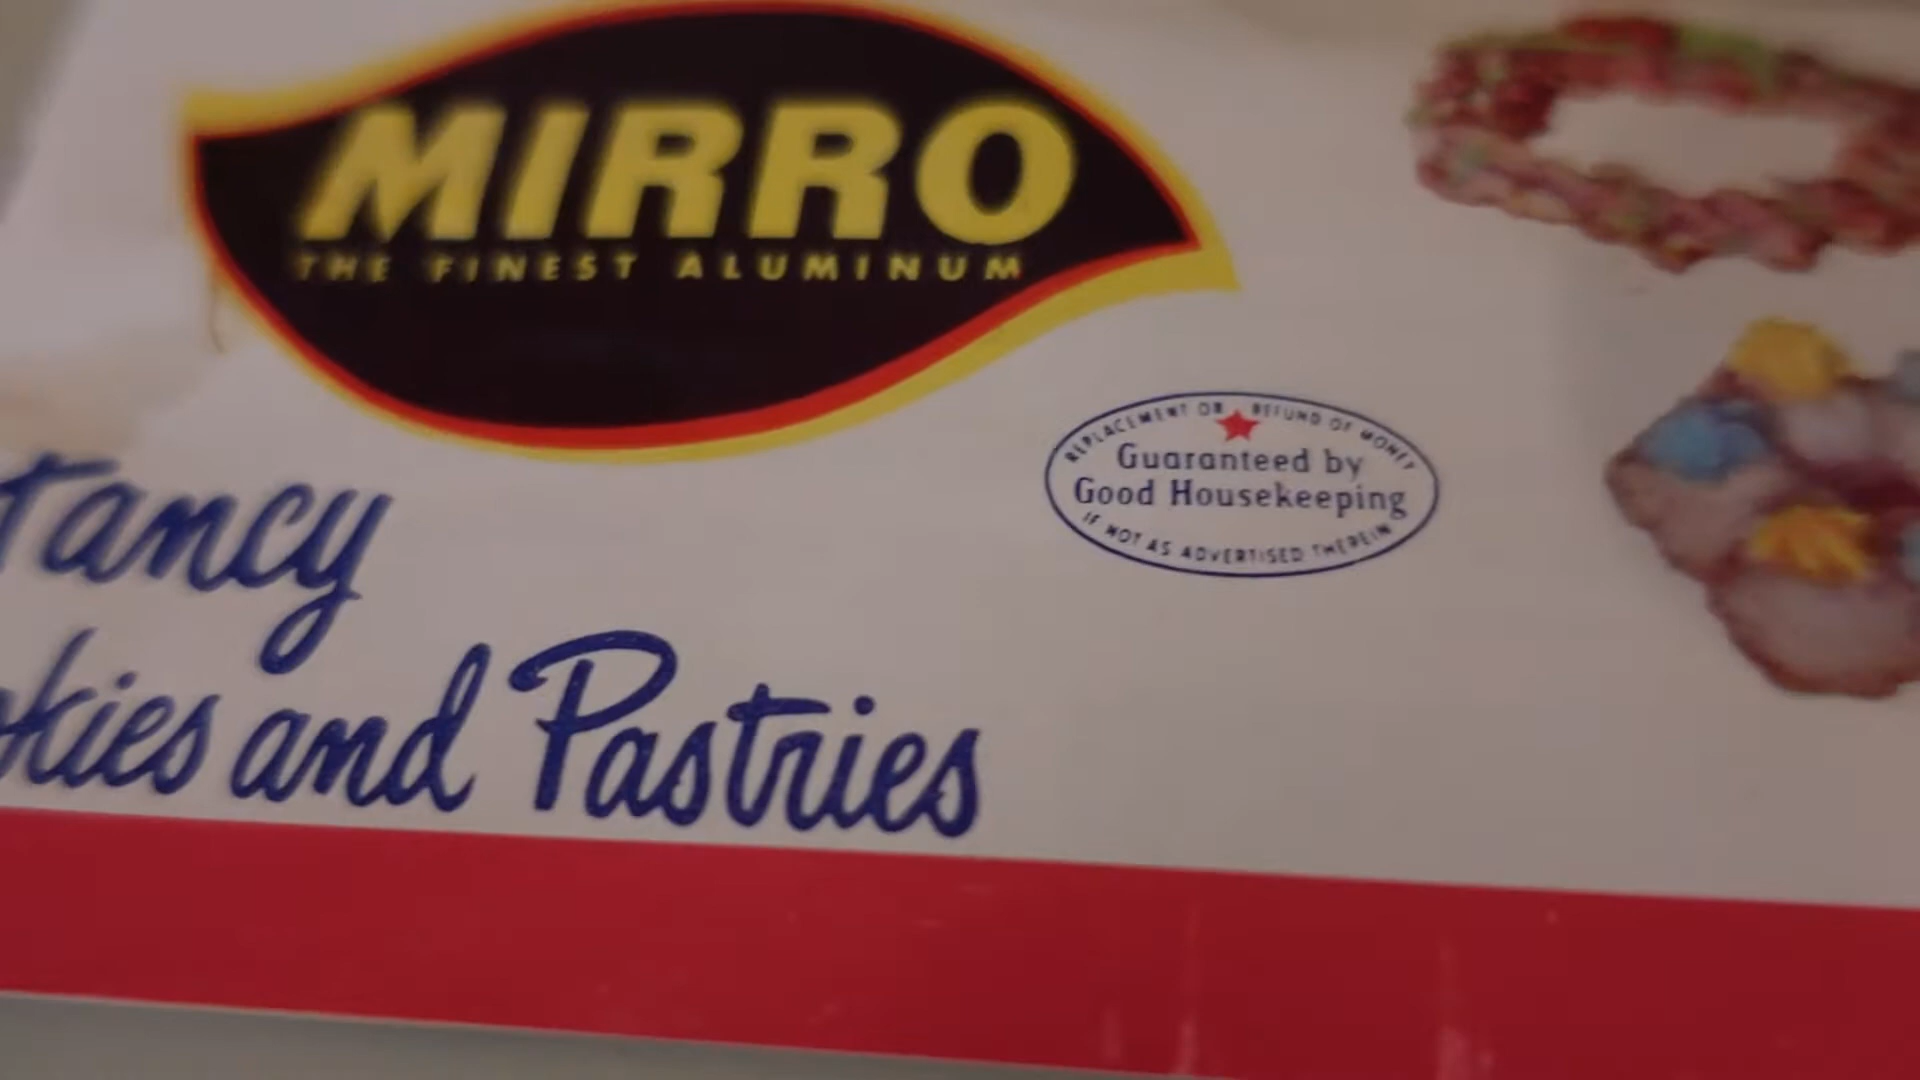 MIRRO
THE FINEST ALUMINUM
REPLACEMENT OR REFUND OF MONEY
Guaranteed by
Good Housekeeping
IF NOT AS ADVERTISED THEREIN
fancy
kies and Pastries